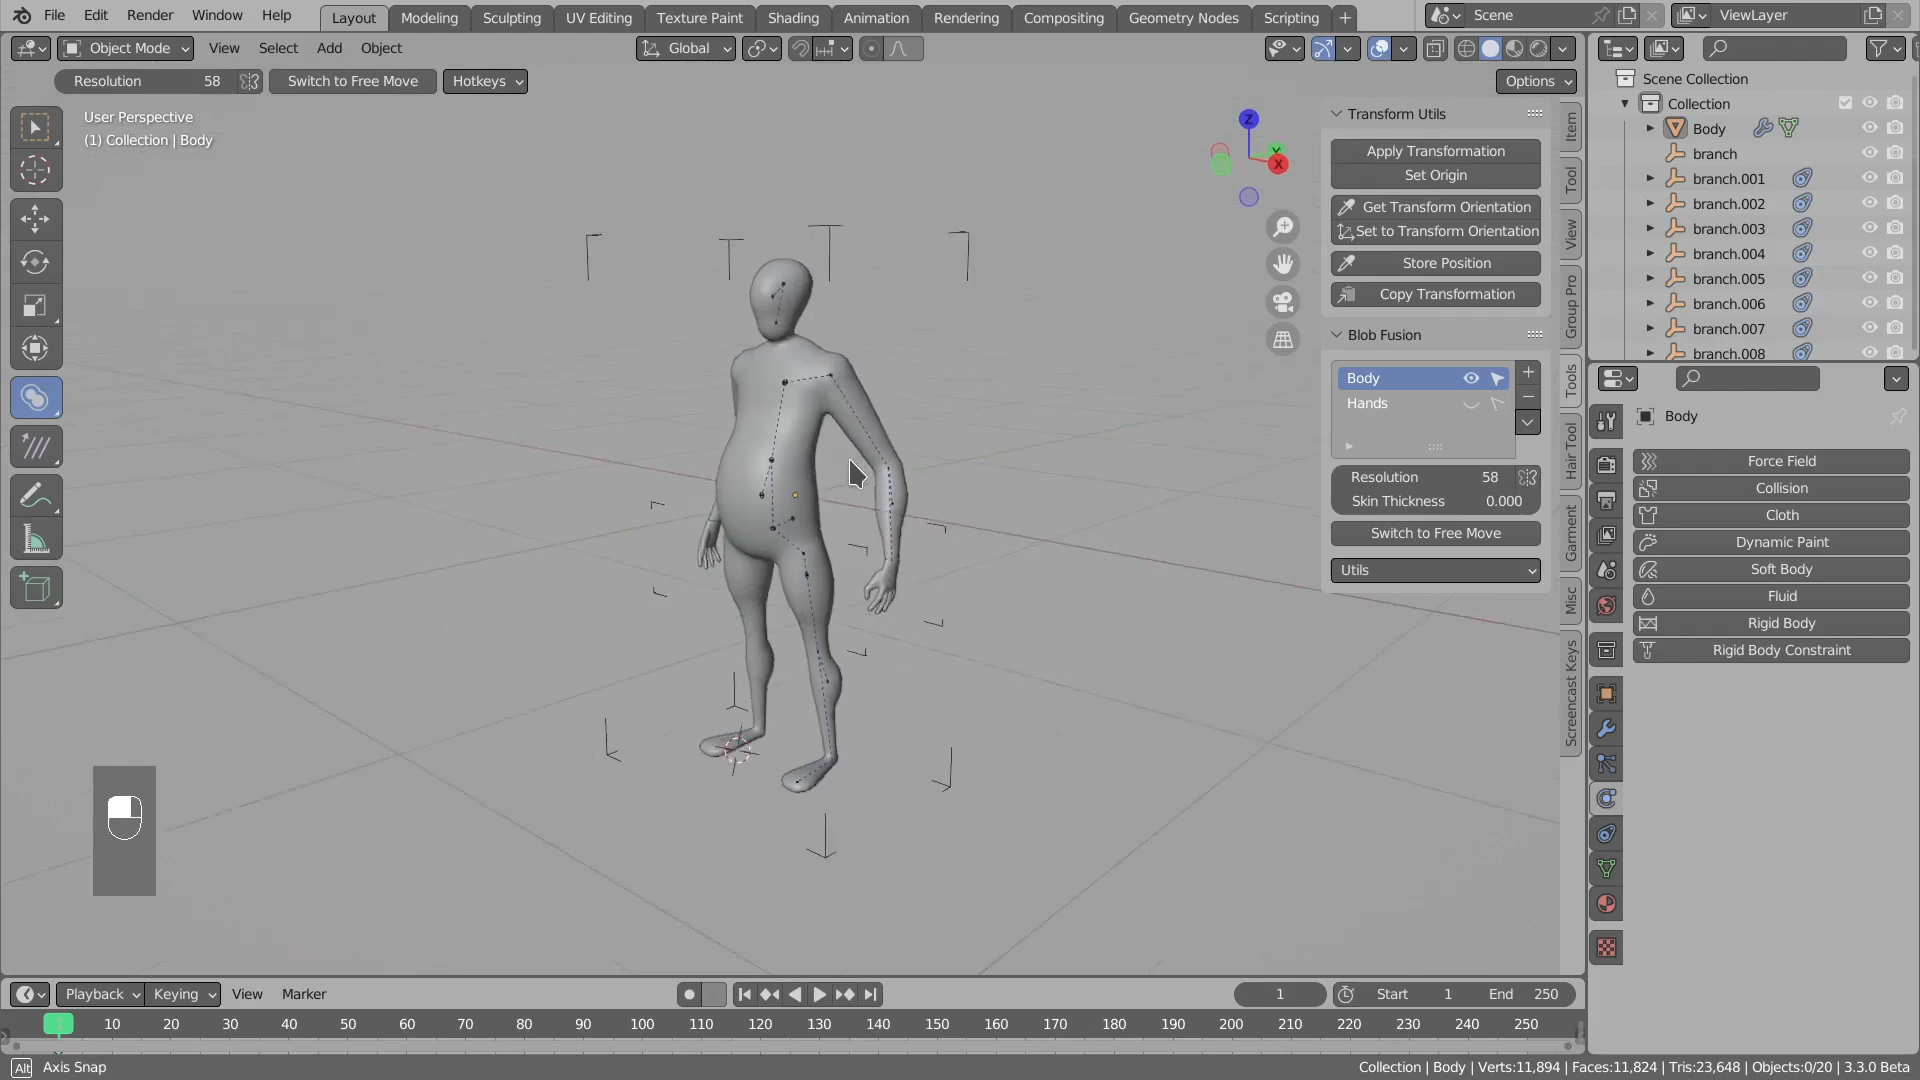 File Edit Render Window Help Layout Modeling Sculpting UV Editing Texture Paint Shading Animation Rendering Compositing Geometry Nodes Scripting + Scene ViewLayer
Object Mode View Select Add Object Global
Resolution 58 Switch to Free Move Hotkeys Options
User Perspective
(1) Collection | Body
Z
Y
X
Transform Utils
Apply Transformation
Set Origin
Get Transform Orientation
Set to Transform Orientation
Store Position
Copy Transformation
Blob Fusion
Body
Hands
Resolution 58
Skin Thickness 0.000
Switch to Free Move
Utils
Item
Tool
View
Group Pro
Tools
Hair Tool
Garment
Misc
Screencast Keys
Scene Collection
Collection
Body
branch
branch.001
branch.002
branch.003
branch.004
branch.005
branch.006
branch.007
branch.008
Body
Force Field
Collision
Cloth
Dynamic Paint
Soft Body
Fluid
Rigid Body
Rigid Body Constraint
Playback Keying View Marker 1 Start 1 End 250
10 20 30 40 50 60 70 80 90 100 110 120 130 140 150 160 170 180 190 200 210 220 230 240 250
Alt Axis Snap Collection | Body | Verts:11,894 | Faces:11,824 | Tris:23,648 | Objects:0/20 | 3.3.0 Beta